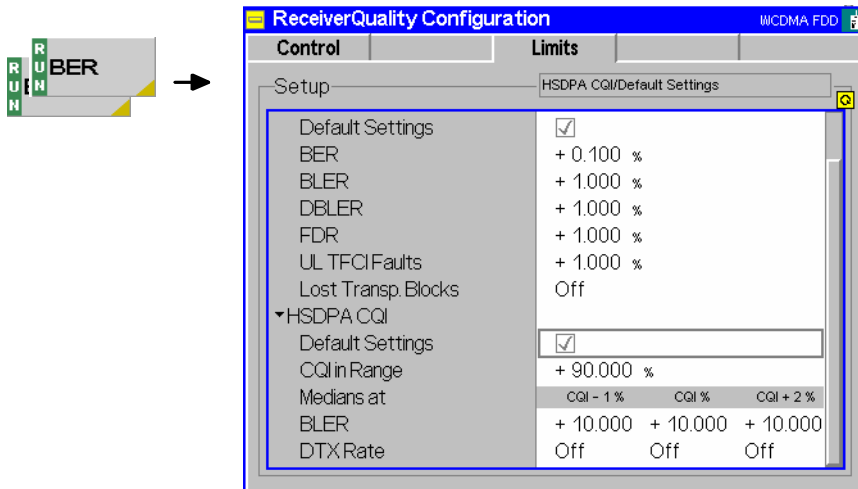 RUN BER
RUN
ReceiverQuality Configuration WCDMA FDD
Control Limits
Setup HSDPA CQI/Default Settings
Default Settings
BER + 0.100 %
BLER + 1.000 %
DBLER + 1.000 %
FDR + 1.000 %
UL TFCI Faults + 1.000 %
Lost Transp. Blocks Off
HSDPA CQI
Default Settings
CQI in Range + 90.000 %
Medians at CQI - 1 % CQI % CQI + 2 %
BLER + 10.000 + 10.000 + 10.000
DTX Rate Off Off Off